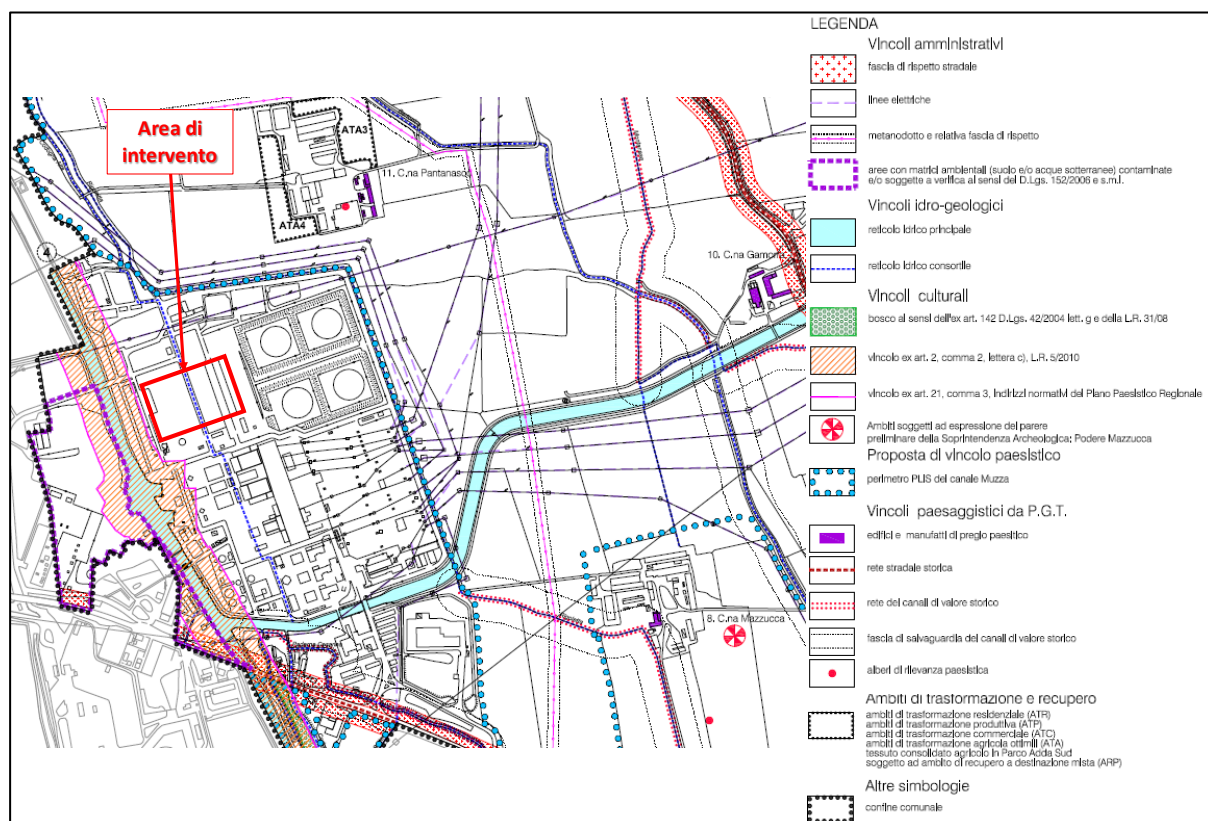 Area di
intervento
ATA3
11. C.na Pantanasco
ATA4
4
10. C.na Gamorra
8. C.na Mazzucca
LEGENDA
Vincoli amministrativi
fascia di rispetto stradale
linee elettriche
metanodotto e relativa fascia di rispetto
aree con matrici ambientali (suolo e/o acque sotterranee) contaminate
e/o soggette a verifica ai sensi del D.Lgs. 152/2006 e s.m.i.
Vincoli idro-geologici
reticolo idrico principale
reticolo idrico consortile
Vincoli culturali
bosco ai sensi dell'ex art. 142 D.Lgs. 42/2004 lett. g e della L.R. 31/08
vincolo ex art. 2, comma 2, lettera c), L.R. 5/2010
vincolo ex art. 21, comma 3, Indirizzi normativi del Piano Paesistico Regionale
Ambiti soggetti ad espressione del parere
preliminare della Soprintendenza Archeologica; Podere Mazzucca
Proposta di vincolo paesistico
perimetro PLIS del canale Muzza
Vincoli paesaggistici da P.G.T.
edifici e manufatti di pregio paesitico
rete stradale storica
rete dei canali di valore storico
fascia di salvaguardia dei canali di valore storico
alberi di rilevanza paesistica
Ambiti di trasformazione e recupero
ambiti di trasformazione residenziale (ATR)
ambiti di trasformazione produttiva (ATP)
ambiti di trasformazione commerciale (ATC)
ambiti di trasformazione agricola ottimili (ATA)
tessuto consolidato agricolo in Parco Adda Sud
soggetto ad ambito di recupero a destinazione mista (ARP)
Altre simbologie
confine comunale